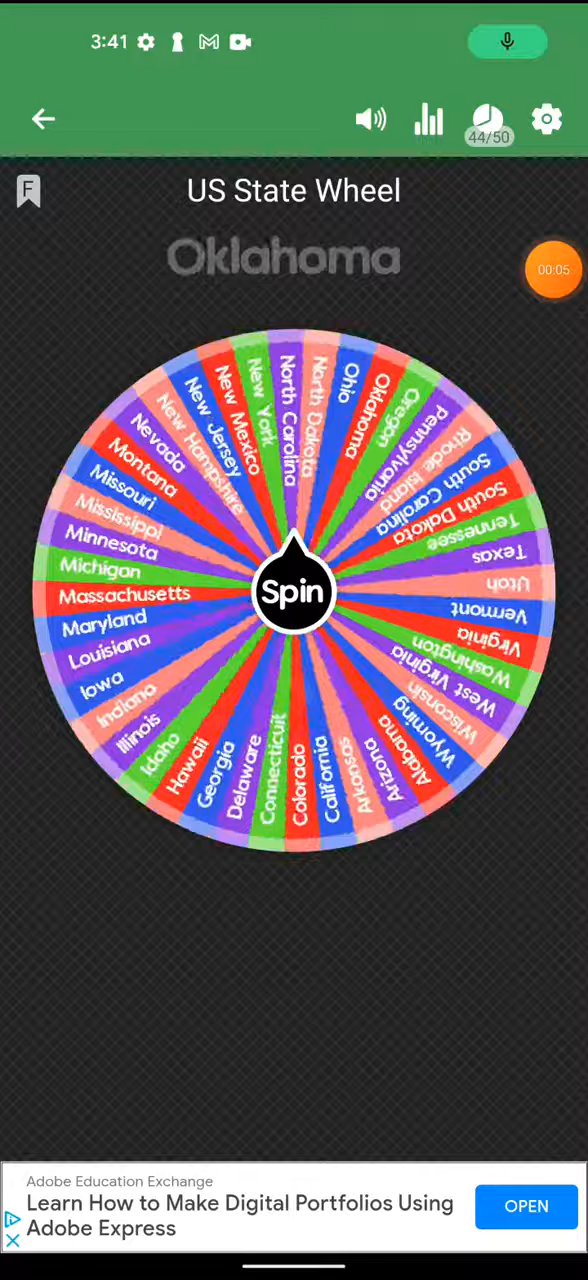 3:41
44/50
F
US State Wheel
Oklahoma
00:05
North Carolina
North Dakota
Ohio
Oklahoma
Oregon
Pennsylvania
Rhode Island
South Carolina
South Dakota
Tennessee
Texas
Utah
Vermont
Virginia
Washington
West Virginia
Wisconsin
Wyoming
Alabama
Arizona
Arkansas
California
Colorado
Connecticut
Delaware
Georgia
Hawaii
Idaho
Illinois
Indiana
Iowa
Louisiana
Maryland
Massachusetts
Michigan
Minnesota
Mississippi
Missouri
Montana
Nevada
New Hampshire
New Jersey
New Mexico
New York
Spin
Adobe Education Exchange
Learn How to Make Digital Portfolios Using
Adobe Express
OPEN